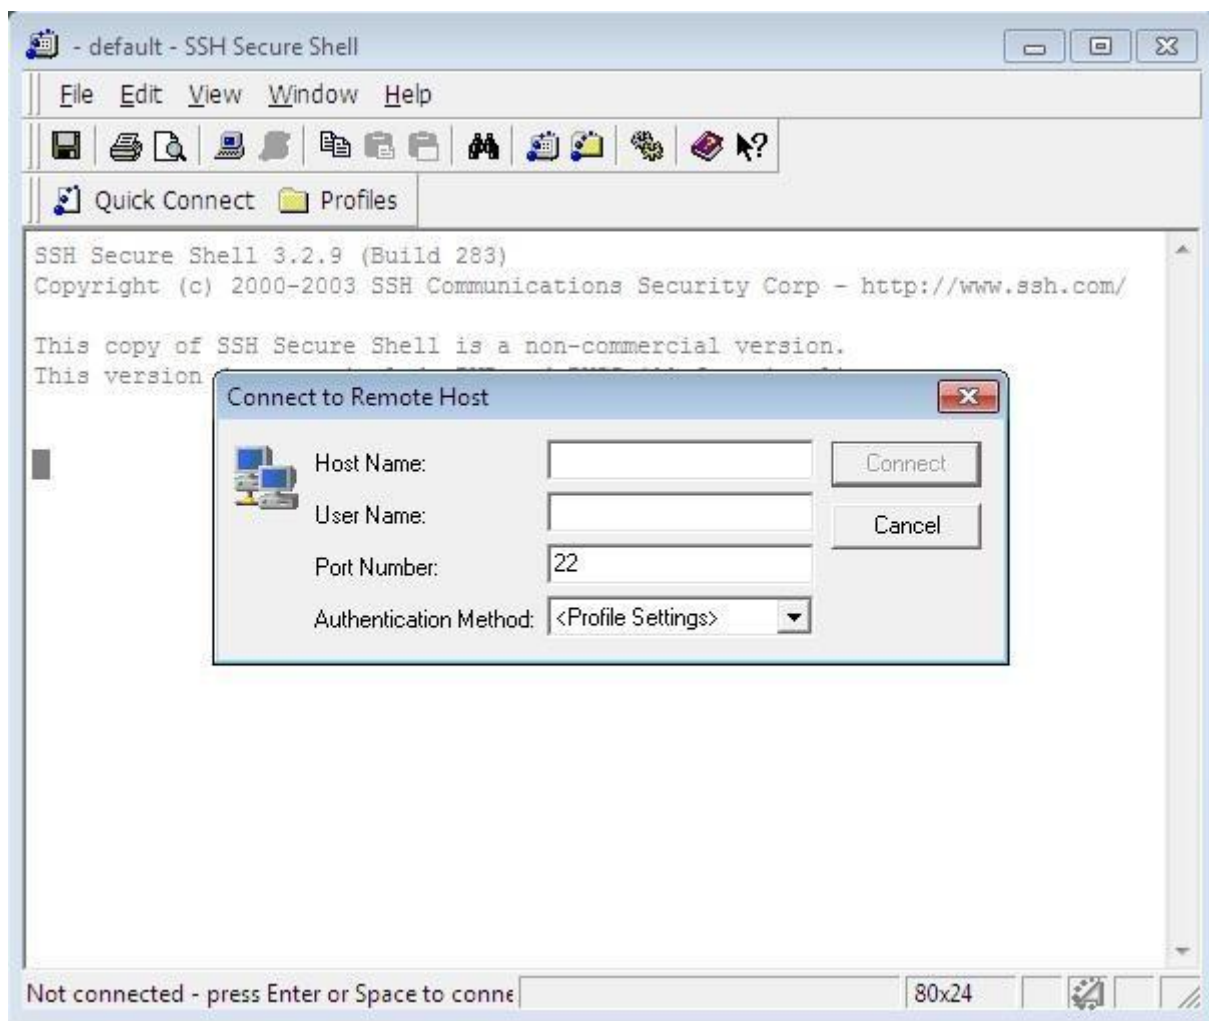 - default - SSH Secure Shell
File Edit View Window Help
Quick Connect Profiles
SSH Secure Shell 3.2.9 (Build 283)
Copyright (c) 2000-2003 SSH Communications Security Corp - http://www.ssh.com/
This copy of SSH Secure Shell is a non-commercial version.
This version
Connect to Remote Host
Host Name:
Connect
User Name:
Cancel
Port Number: 22
Authentication Method: <Profile Settings>
Not connected - press Enter or Space to conne
80x24